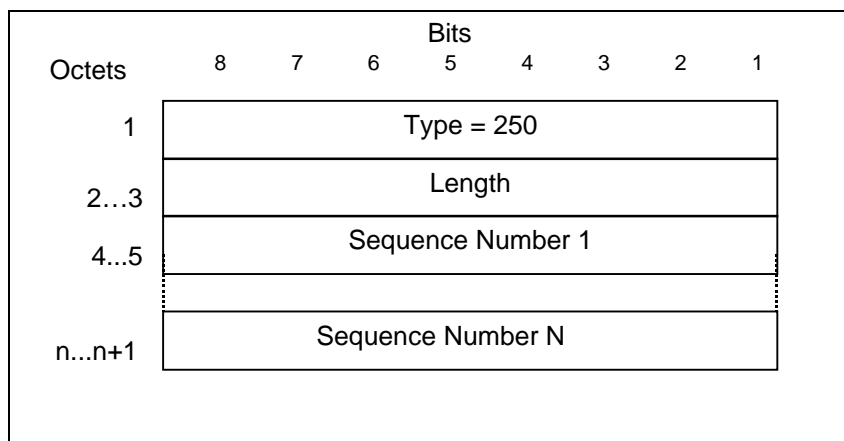 Bits
Octets 8 7 6 5 4 3 2 1
1 Type = 250
2…3 Length
4...5 Sequence Number 1
n...n+1 Sequence Number N